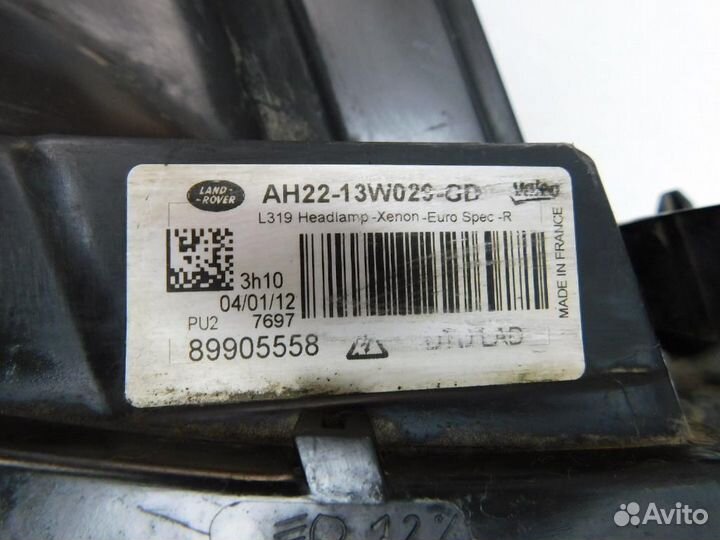 LAND-
-ROVER
AH22-13W029-GD
Valeo
L319 Headlamp -Xenon -Euro Spec -R
3h10
04/01/12
PU2 7697
89905558
MADE IN FRANCE
Avito